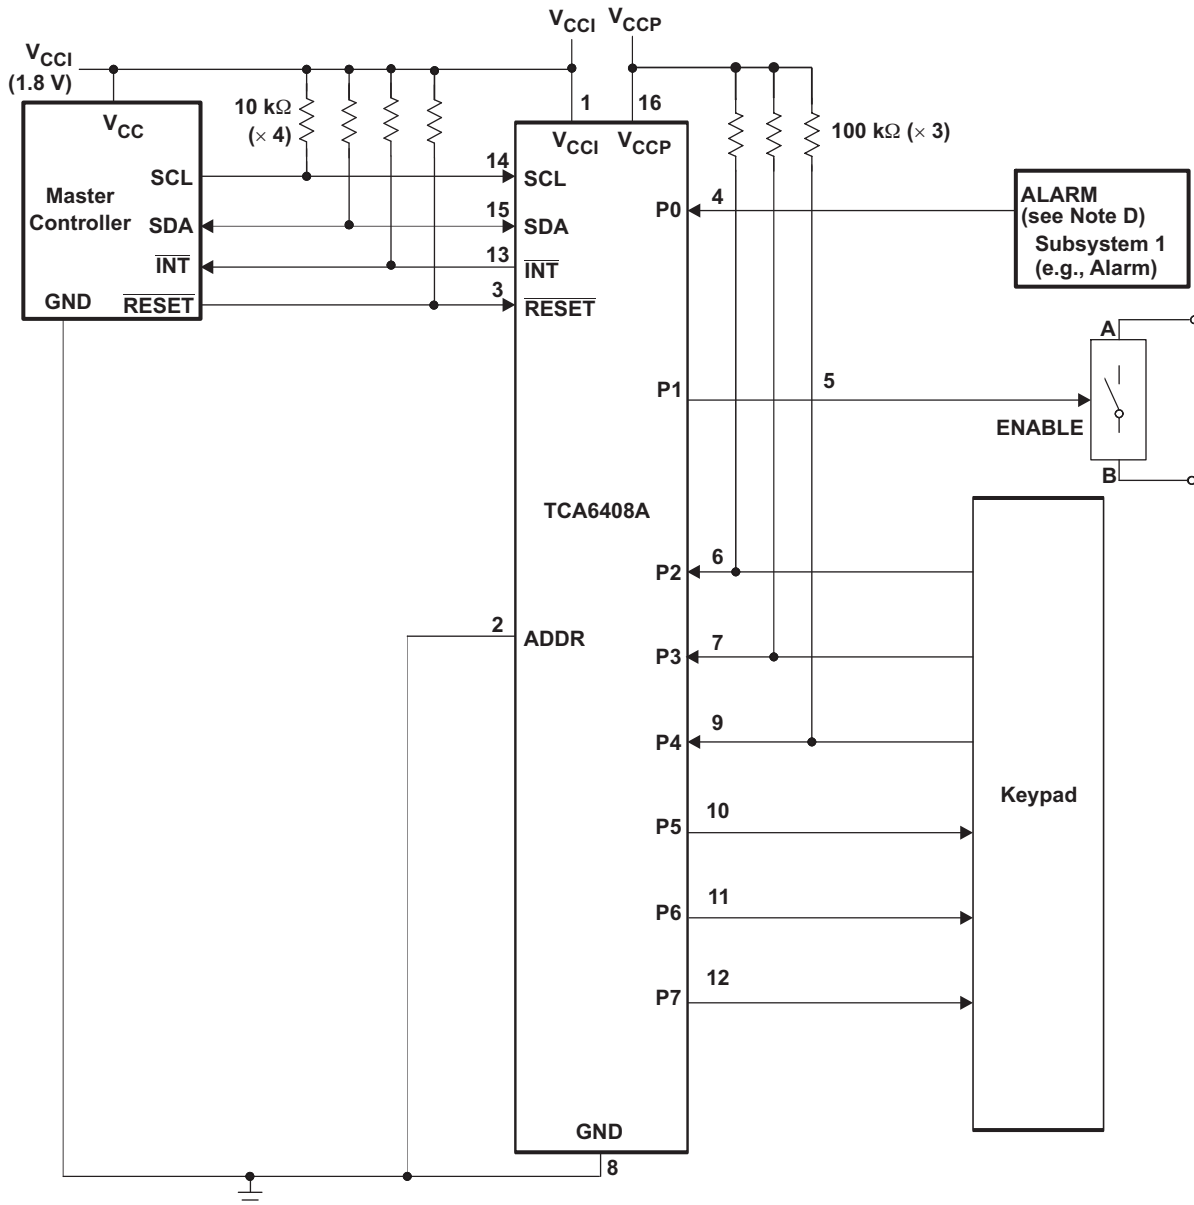 VCCI
(1.8 V)
VCCI
VCCP
10 kΩ
(× 4)
1
16
100 kΩ (× 3)
VCC
VCCI
VCCP
Master
Controller
SCL
14
SCL
SDA
15
SDA
INT
13
INT
GND
RESET
3
RESET
P0
4
ALARM
(see Note D)
Subsystem 1
(e.g., Alarm)
A
P1
5
ENABLE
B
TCA6408A
P2
6
2
ADDR
P3
7
P4
9
Keypad
P5
10
P6
11
P7
12
GND
8